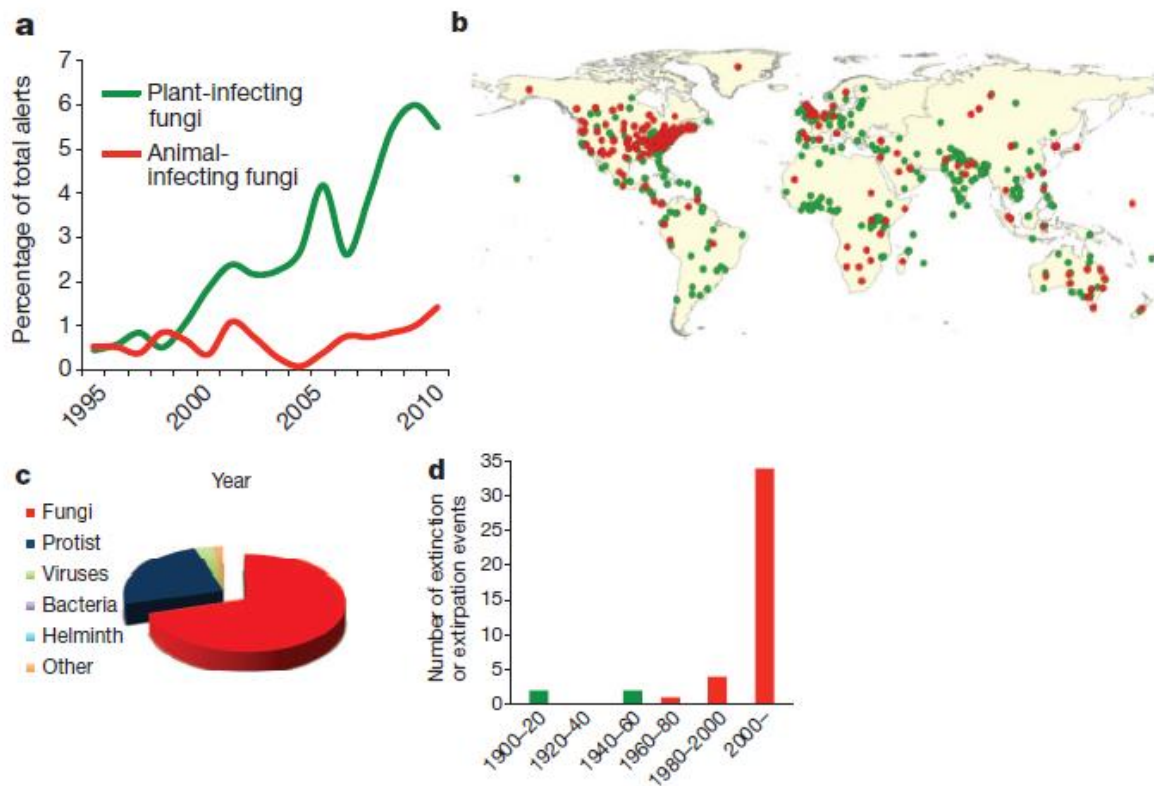 a
Percentage of total alerts
7
6
5
4
3
2
1
0
Plant-infecting
fungi
Animal-
infecting fungi
1995
2000
2005
2010
Year
b
c
Fungi
Protist
Viruses
Bacteria
Helminth
Other
d
Number of extinction
or extirpation events
35
30
25
20
15
10
5
0
1900–20
1920–40
1940–60
1960–80
1980–2000
2000–